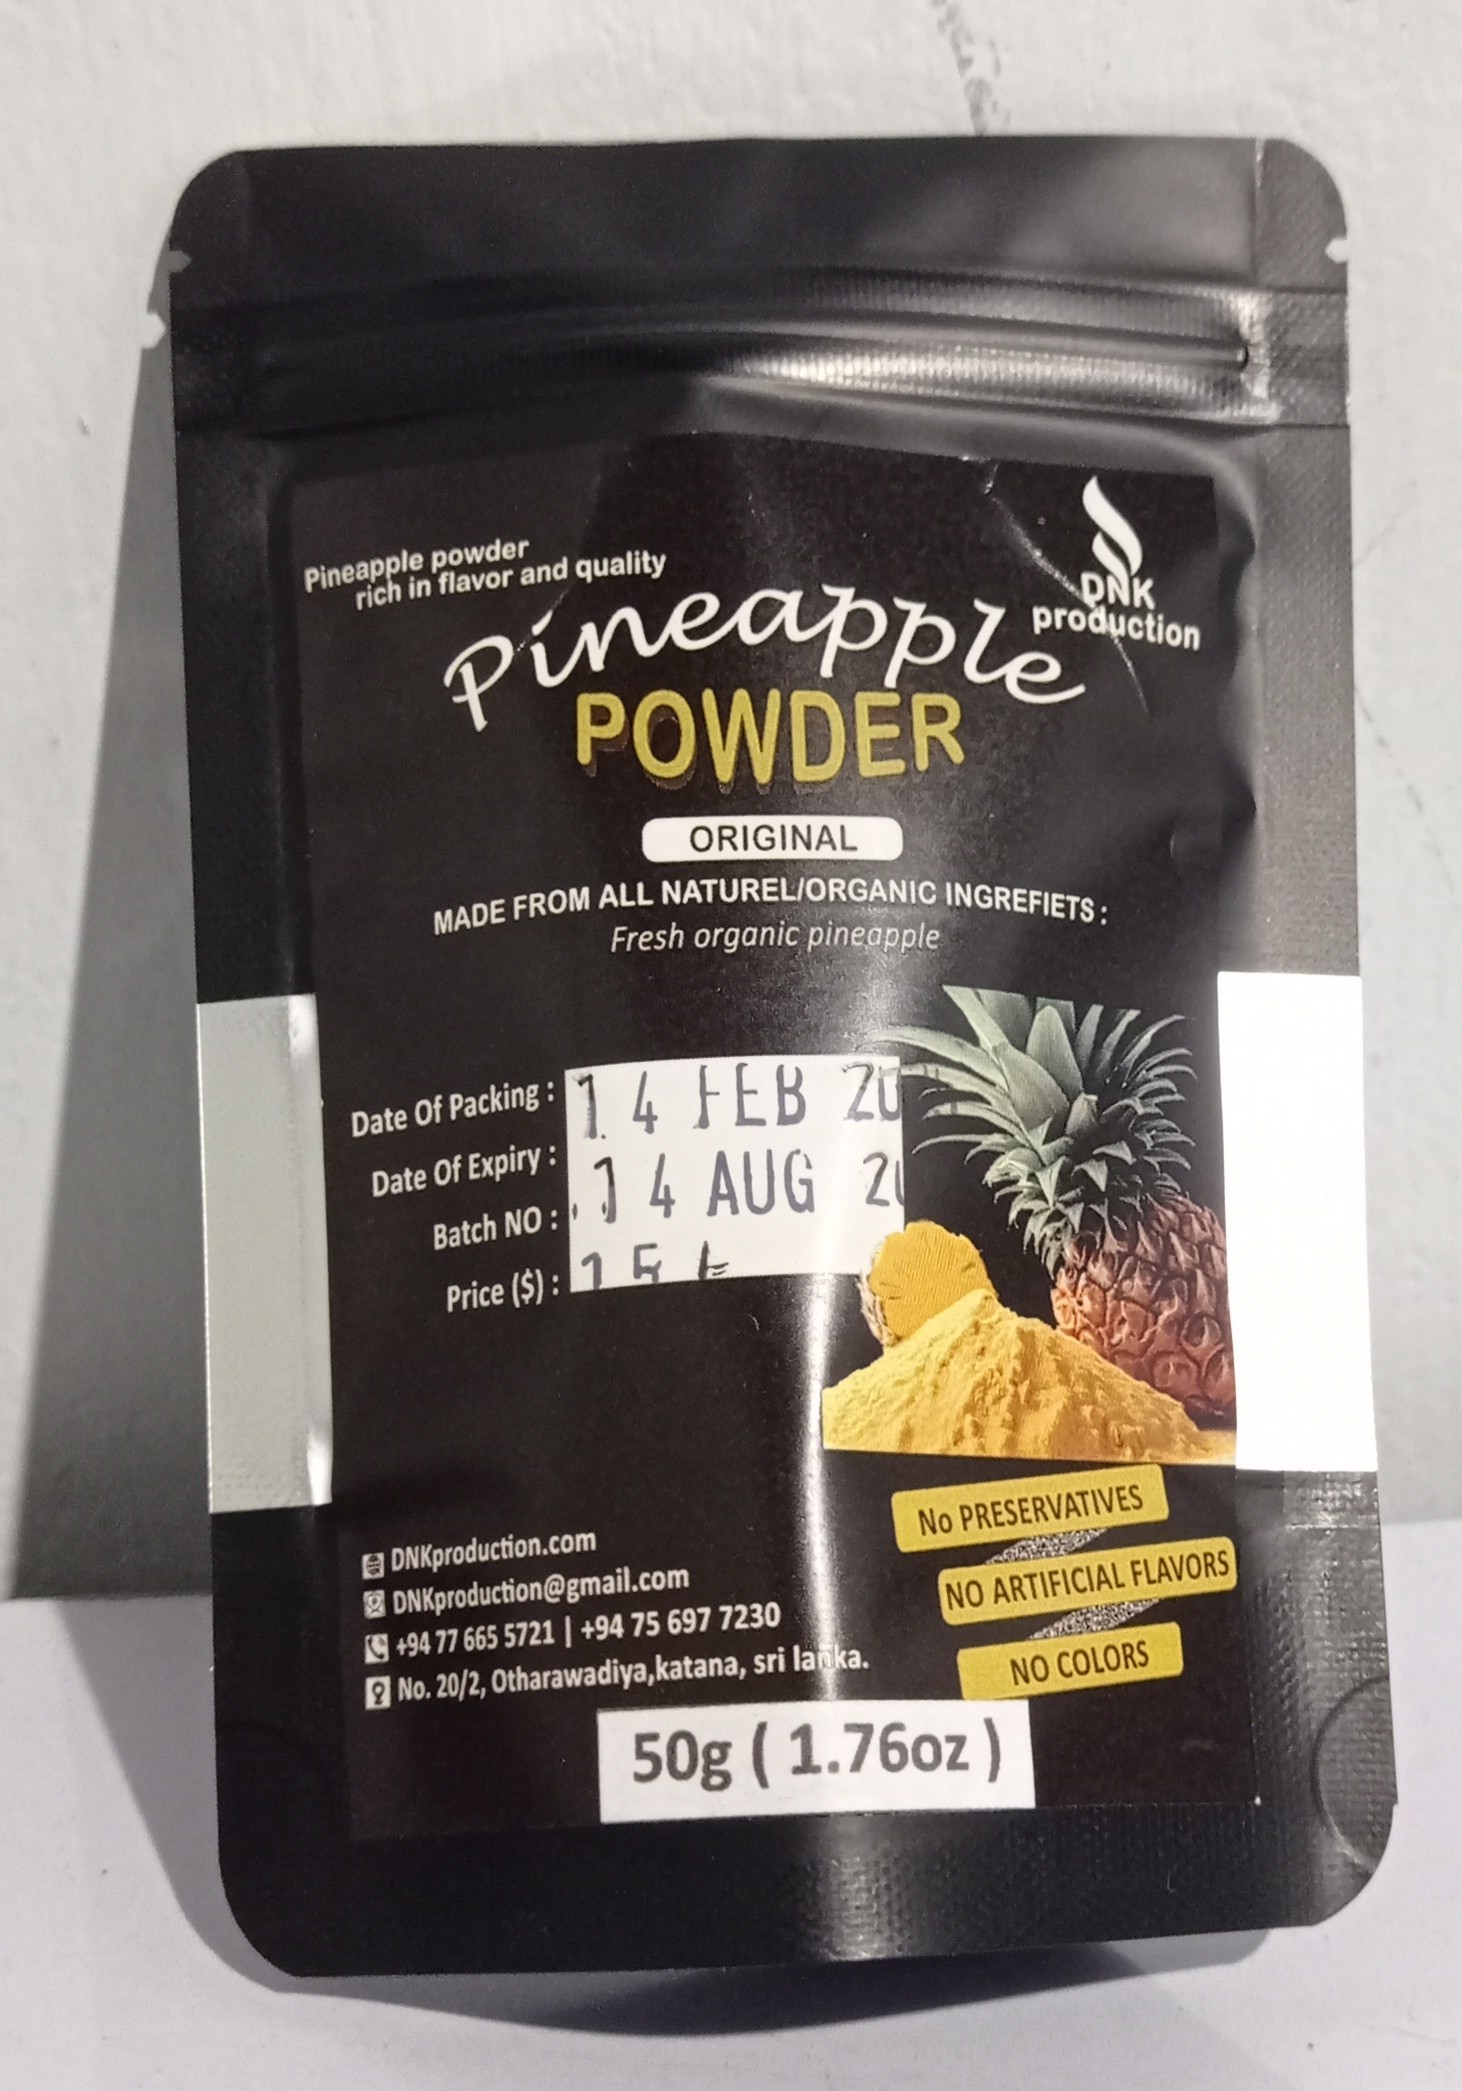 Pineapple powder
rich in flavor and quality
DNK
production
Pineapple
POWDER
ORIGINAL
MADE FROM ALL NATUREL/ORGANIC INGREFIETS :
Fresh organic pineapple
Date Of Packing : 14 FEB 20
Date Of Expiry : 14 AUG
Batch NO :
Price ($) :
No PRESERVATIVES
NO ARTIFICIAL FLAVORS
NO COLORS
DNKproduction.com
DNKproduction@gmail.com
+94 77 665 5721 | +94 75 697 7230
No. 20/2, Otharawadiya,katana, sri lanka.
50g ( 1.76oz )